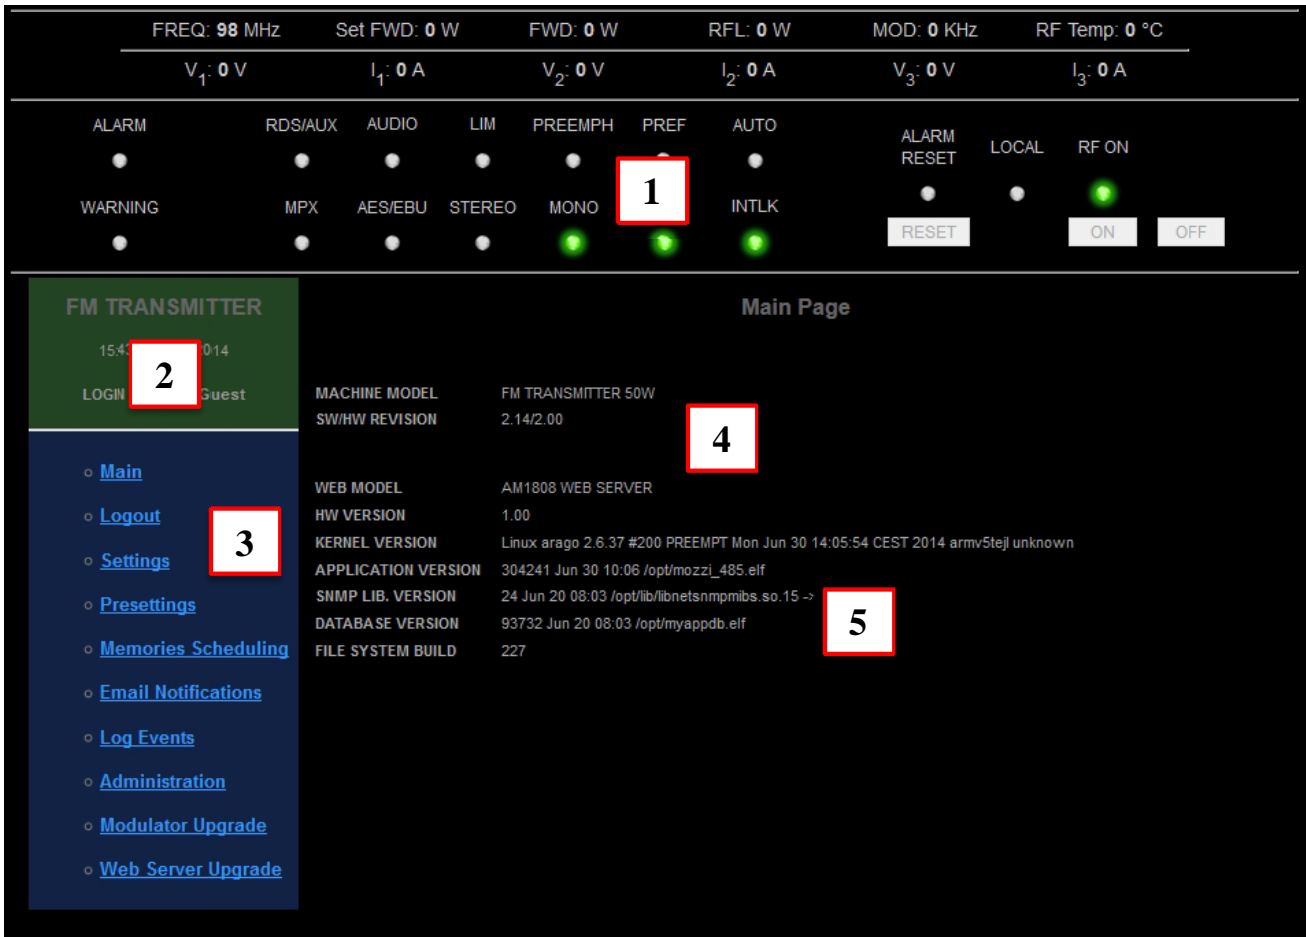 FREQ: 98 MHz Set FWD: 0 W FWD: 0 W RFL: 0 W MOD: 0 KHz RF Temp: 0 °C
V1: 0 V I1: 0 A V2: 0 V I2: 0 A V3: 0 V I3: 0 A
ALARM RDS/AUX AUDIO LIM PREEMPH PREF AUTO
ALARM RESET LOCAL RF ON
WARNING MPX AES/EBU STEREO MONO 1 INTLK
RESET ON OFF
FM TRANSMITTER
2
LOGIN Guest
Main
Logout
3
Settings
Presettings
Memories Scheduling
Email Notifications
Log Events
Administration
Modulator Upgrade
Web Server Upgrade
Main Page
MACHINE MODEL FM TRANSMITTER 50W
SW/HW REVISION 2.14/2.00
4
WEB MODEL AM1808 WEB SERVER
HW VERSION 1.00
KERNEL VERSION Linux arago 2.6.37 #200 PREEMPT Mon Jun 30 14:05:54 CEST 2014 armv5tejl unknown
APPLICATION VERSION 304241 Jun 30 10:06 /opt/mozzi_485.elf
SNMP LIB. VERSION 24 Jun 20 08:03 /opt/lib/libnetsnmpmibs.so.15 ->
5
DATABASE VERSION 93732 Jun 20 08:03 /opt/myappdb.elf
FILE SYSTEM BUILD 227